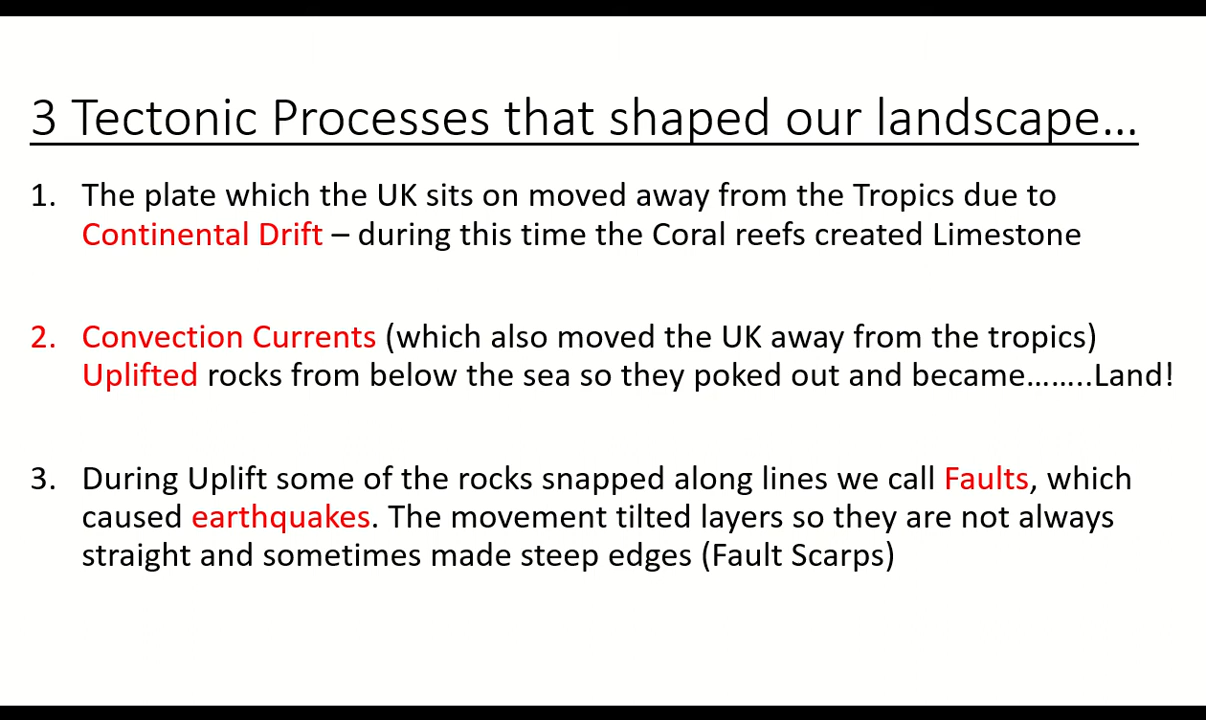 3 Tectonic Processes that shaped our landscape...
1. The plate which the UK sits on moved away from the Tropics due to
Continental Drift – during this time the Coral reefs created Limestone
2. Convection Currents (which also moved the UK away from the tropics)
Uplifted rocks from below the sea so they poked out and became……..Land!
3. During Uplift some of the rocks snapped along lines we call Faults, which
caused earthquakes. The movement tilted layers so they are not always
straight and sometimes made steep edges (Fault Scarps)